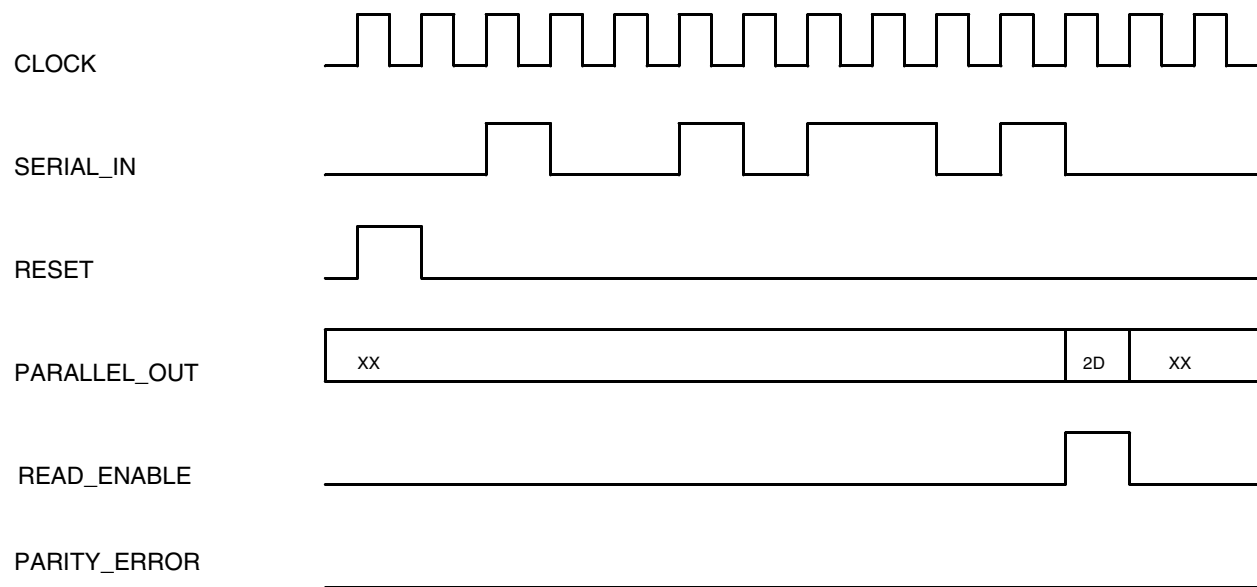 CLOCK
SERIAL_IN
RESET
PARALLEL_OUT XX 2D XX
READ_ENABLE
PARITY_ERROR